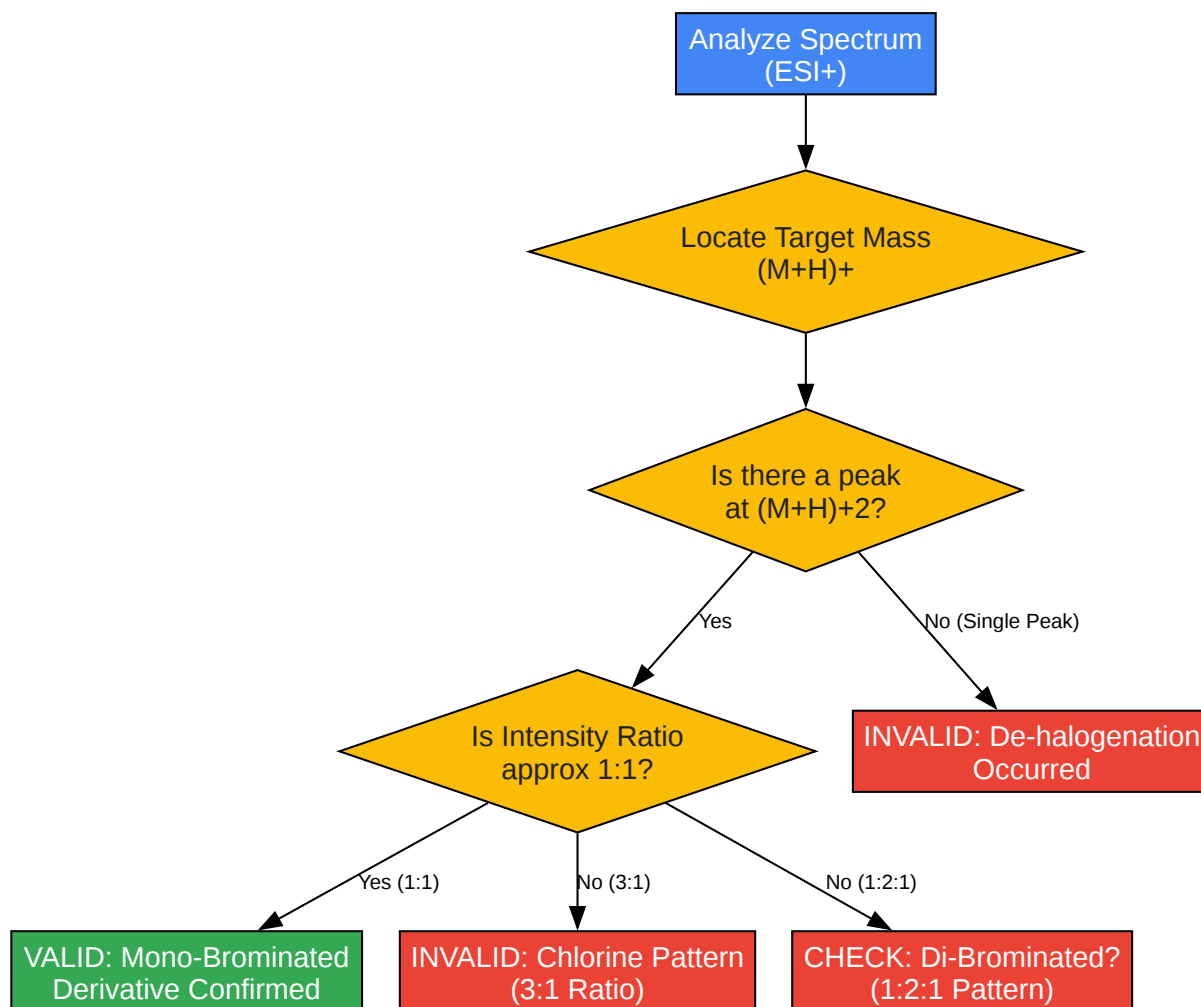 Analyze Spectrum
(ESI+)
Locate Target Mass
(M+H)+
Is there a peak
at (M+H)+2?
Yes
No (Single Peak)
Is Intensity Ratio
approx 1:1?
INVALID: De-halogenation
Occurred
Yes (1:1)
No (3:1)
No (1:2:1)
VALID: Mono-Brominated
Derivative Confirmed
INVALID: Chlorine Pattern
(3:1 Ratio)
CHECK: Di-Brominated?
(1:2:1 Pattern)